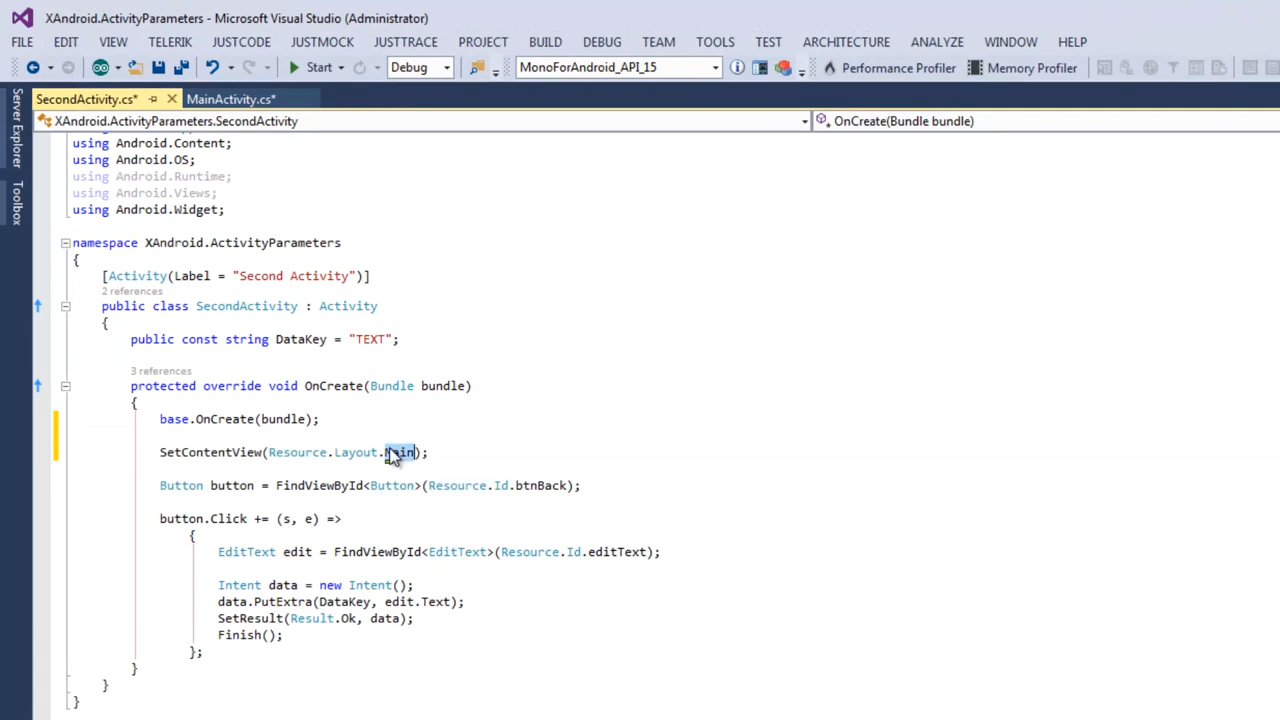 XAndroid.ActivityParameters - Microsoft Visual Studio (Administrator)
FILE EDIT VIEW TELERIK JUSTCODE JUSTMOCK JUSTTRACE PROJECT BUILD DEBUG TEAM TOOLS TEST ARCHITECTURE ANALYZE WINDOW HELP
Start Debug MonoForAndroid_API_15 Performance Profiler Memory Profiler
SecondActivity.cs* MainActivity.cs*
XAndroid.ActivityParameters.SecondActivity OnCreate(Bundle bundle)
Server Explorer
Toolbox
using Android.Content;
using Android.OS;
using Android.Runtime;
using Android.Views;
using Android.Widget;
namespace XAndroid.ActivityParameters
{
[Activity(Label = "Second Activity")]
2 references
public class SecondActivity : Activity
{
public const string DataKey = "TEXT";
3 references
protected override void OnCreate(Bundle bundle)
{
base.OnCreate(bundle);
SetContentView(Resource.Layout.Main);
Button button = FindViewById<Button>(Resource.Id.btnBack);
button.Click += (s, e) =>
{
EditText edit = FindViewById<EditText>(Resource.Id.editText);
Intent data = new Intent();
data.PutExtra(DataKey, edit.Text);
SetResult(Result.Ok, data);
Finish();
};
}
}
}